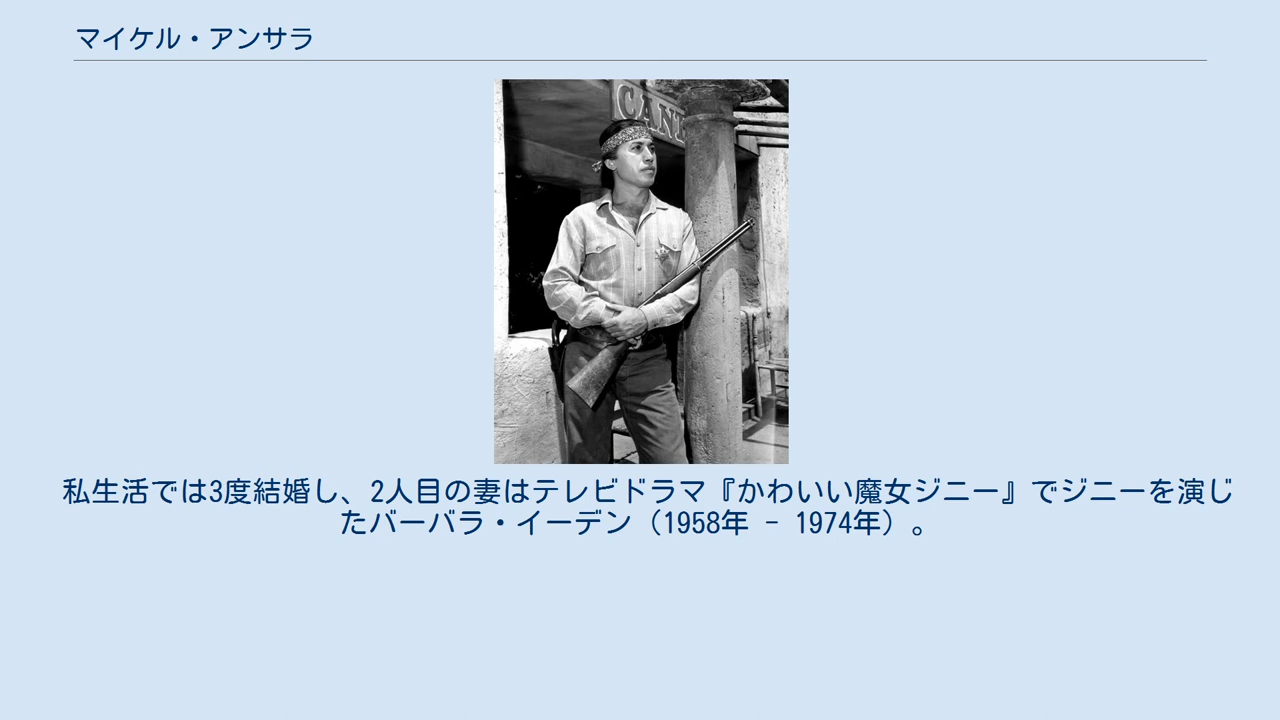 マイケル・アンサラ
CANT
私生活では3度結婚し、2人目の妻はテレビドラマ『かわいい魔女ジニー』でジニーを演じ
たバーバラ・イーデン（1958年 - 1974年）。